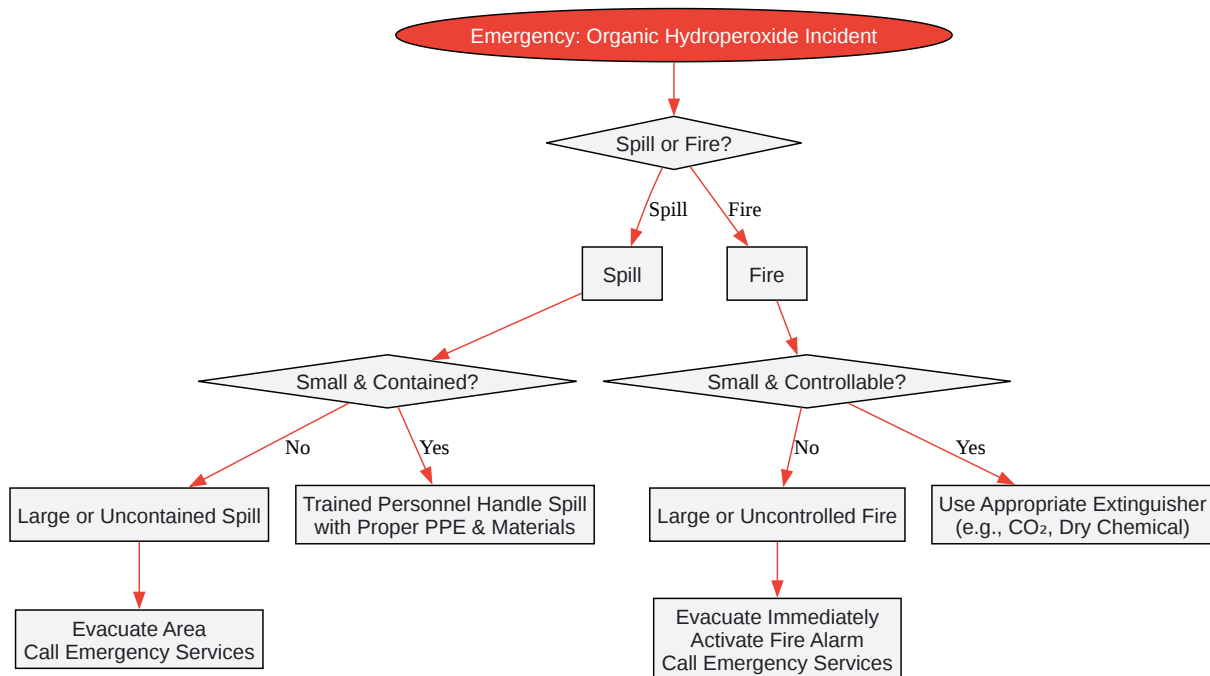 Emergency: Organic Hydroperoxide Incident
Spill or Fire?
Spill
Fire
Spill
Fire
Small & Contained?
Small & Controllable?
No
Yes
No
Yes
Large or Uncontained Spill
Trained Personnel Handle Spill
with Proper PPE & Materials
Large or Uncontrolled Fire
Use Appropriate Extinguisher
(e.g., CO₂, Dry Chemical)
Evacuate Area
Call Emergency Services
Evacuate Immediately
Activate Fire Alarm
Call Emergency Services